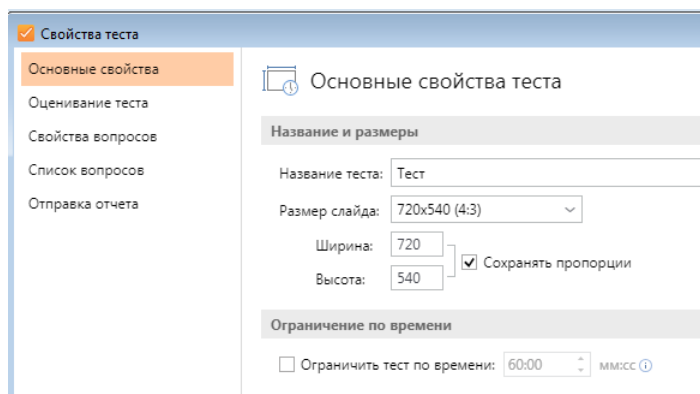 Свойства теста
Основные свойства
Оценивание теста
Свойства вопросов
Список вопросов
Отправка отчета
Основные свойства теста
Название и размеры
Название теста: Тест
Размер слайда: 720x540 (4:3)
Ширина: 720
Сохранять пропорции
Высота: 540
Ограничение по времени
Ограничить тест по времени: 60:00 мм:сс